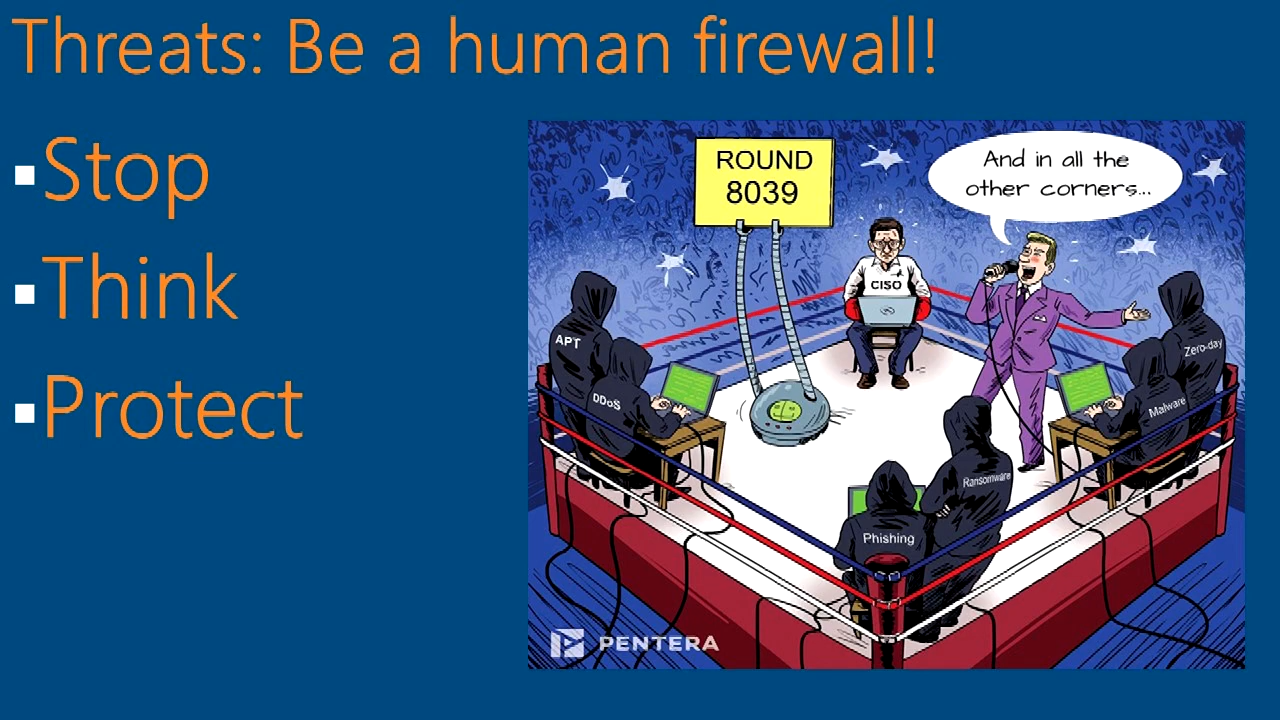 Threats: Be a human firewall!
▪Stop
▪Think
▪Protect
ROUND
8039
And in all the
other corners...
CISO
APT
DDoS
Zero-day
Malware
Ransomware
Phishing
PENTERA